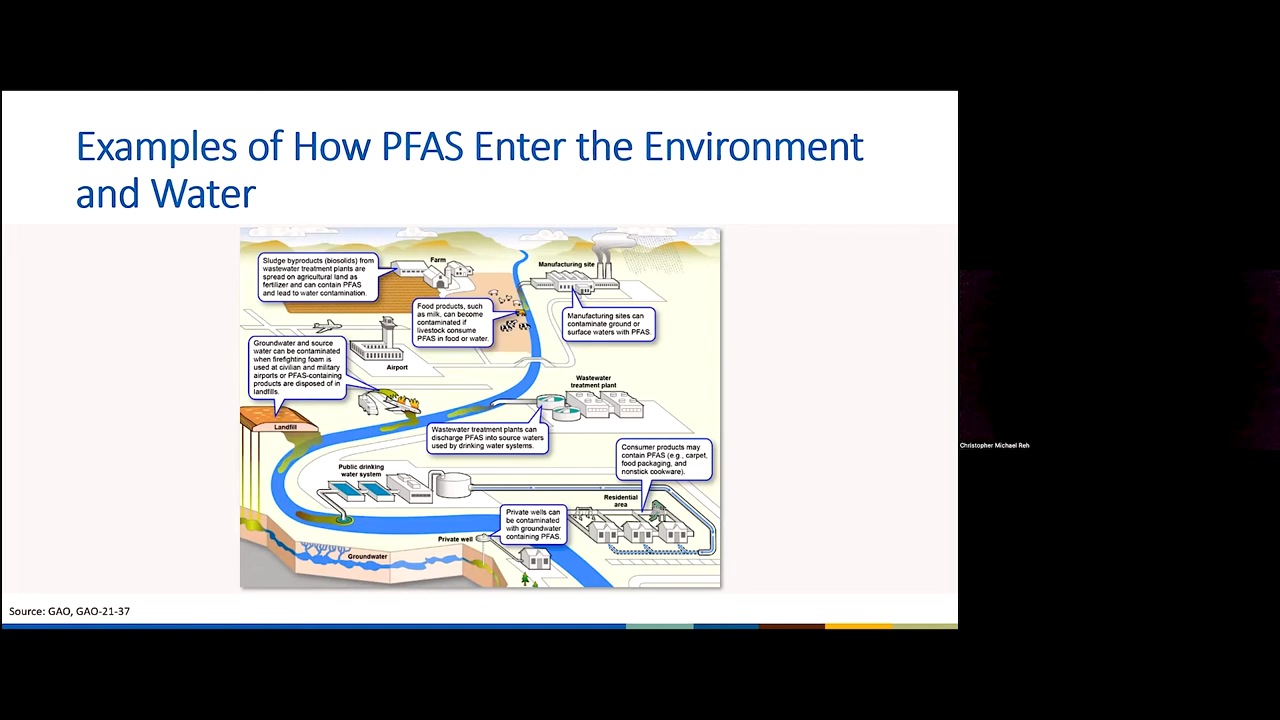 Examples of How PFAS Enter the Environment
and Water
Sludge byproducts (biosolids) from
wastewater treatment plants are
spread on agricultural land as
fertilizer and can contain PFAS
and lead to water contamination.
Farm
Manufacturing site
Food products, such
as milk, can become
contaminated if
livestock consume
PFAS in food or water.
Manufacturing sites can
contaminate ground or
surface waters with PFAS.
Groundwater and source
water can be contaminated
when firefighting foam is
used at civilian and military
airports or PFAS-containing
products are disposed of in
landfills.
Airport
Wastewater
treatment plant
Landfill
Wastewater treatment plants can
discharge PFAS into source waters
used by drinking water systems.
Consumer products may
contain PFAS (e.g., carpet,
food packaging, and
nonstick cookware).
Public drinking
water system
Residential
area
Private wells can
be contaminated
with groundwater
containing PFAS.
Private well
Groundwater
Source: GAO, GAO-21-37
Christopher Michael Reh